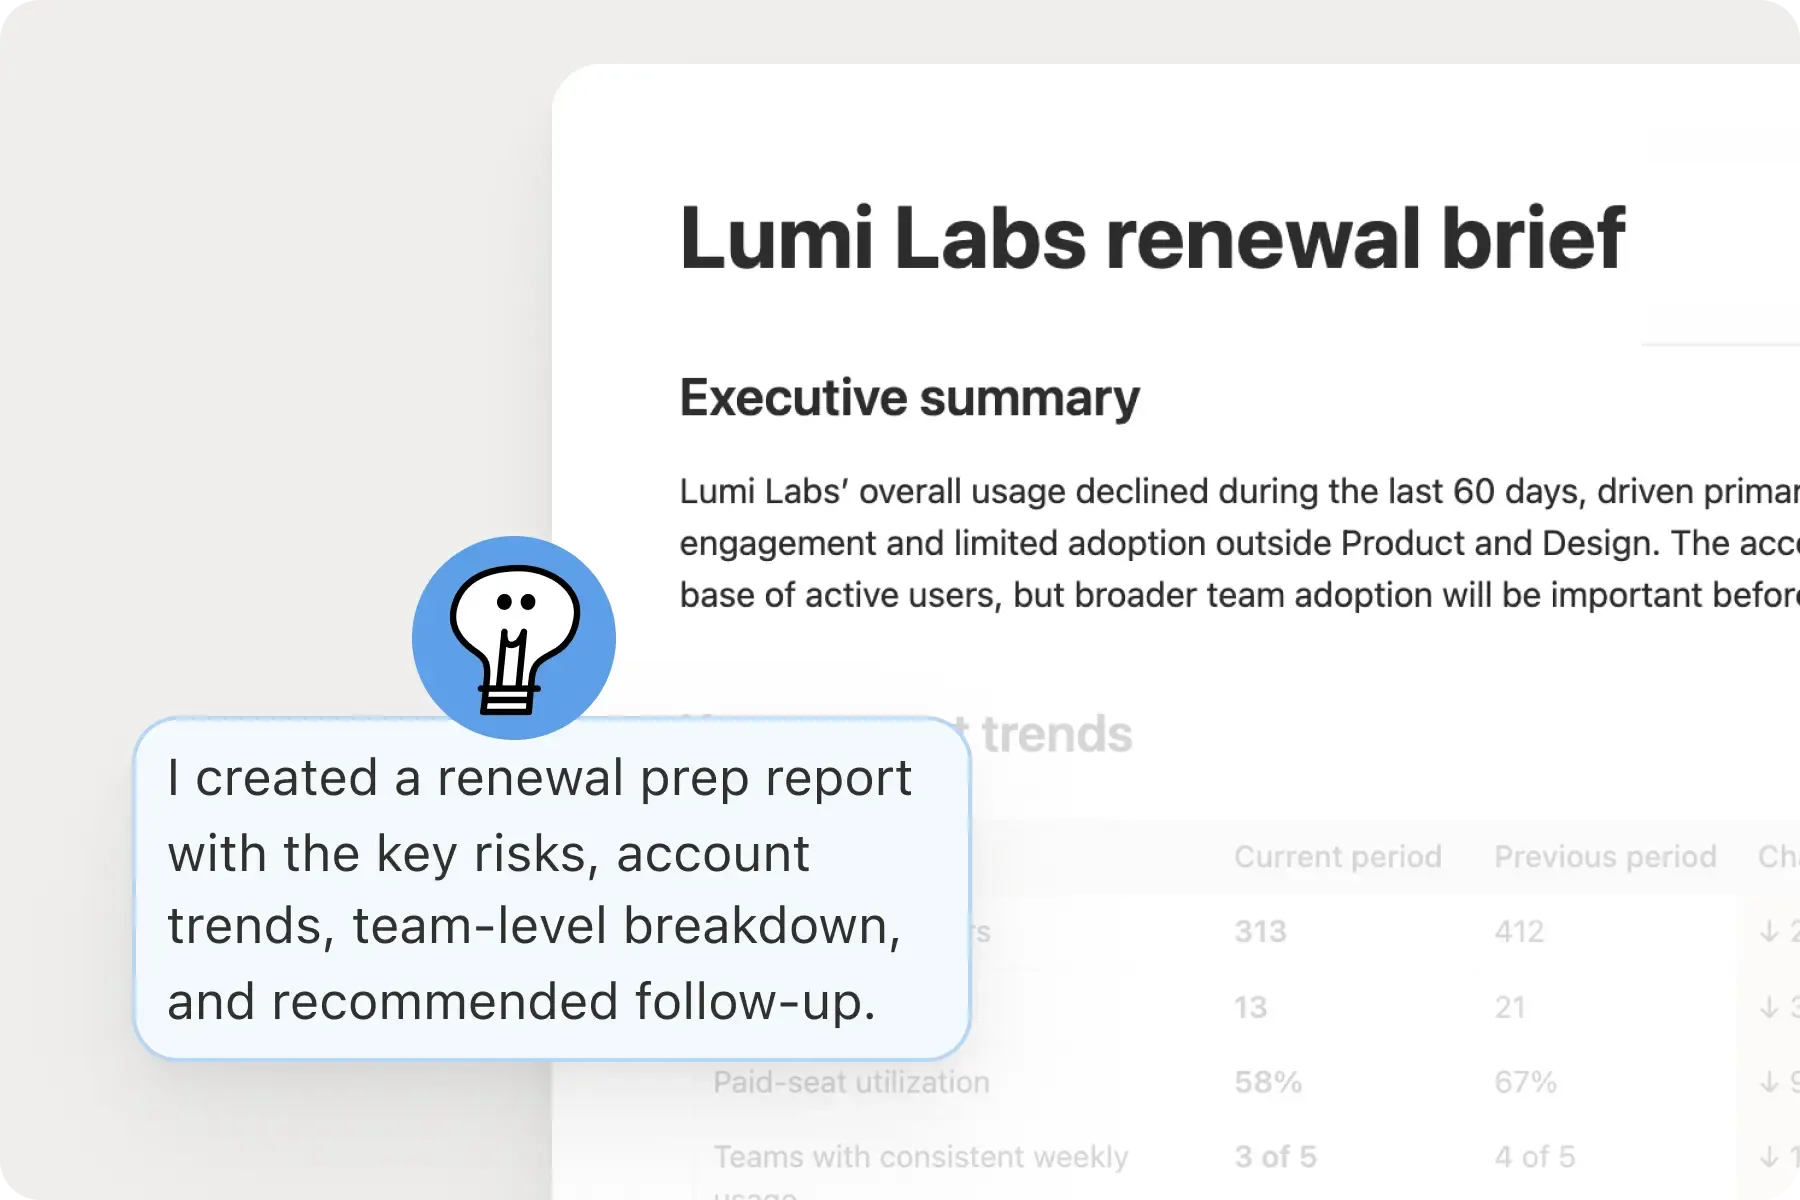 Lumi Labs renewal brief
Executive summary
Lumi Labs’ overall usage declined during the last 60 days, driven
engagement and limited adoption outside Product and Design. The
base of active users, but broader team adoption will be important
trends
I created a renewal prep report
with the key risks, account
trends, team-level breakdown,
and recommended follow-up.
Current period Previous period
313 412 ↓
13 21 ↓
Paid-seat utilization 58% 67% ↓
Teams with consistent weekly 3 of 5 4 of 5 ↓